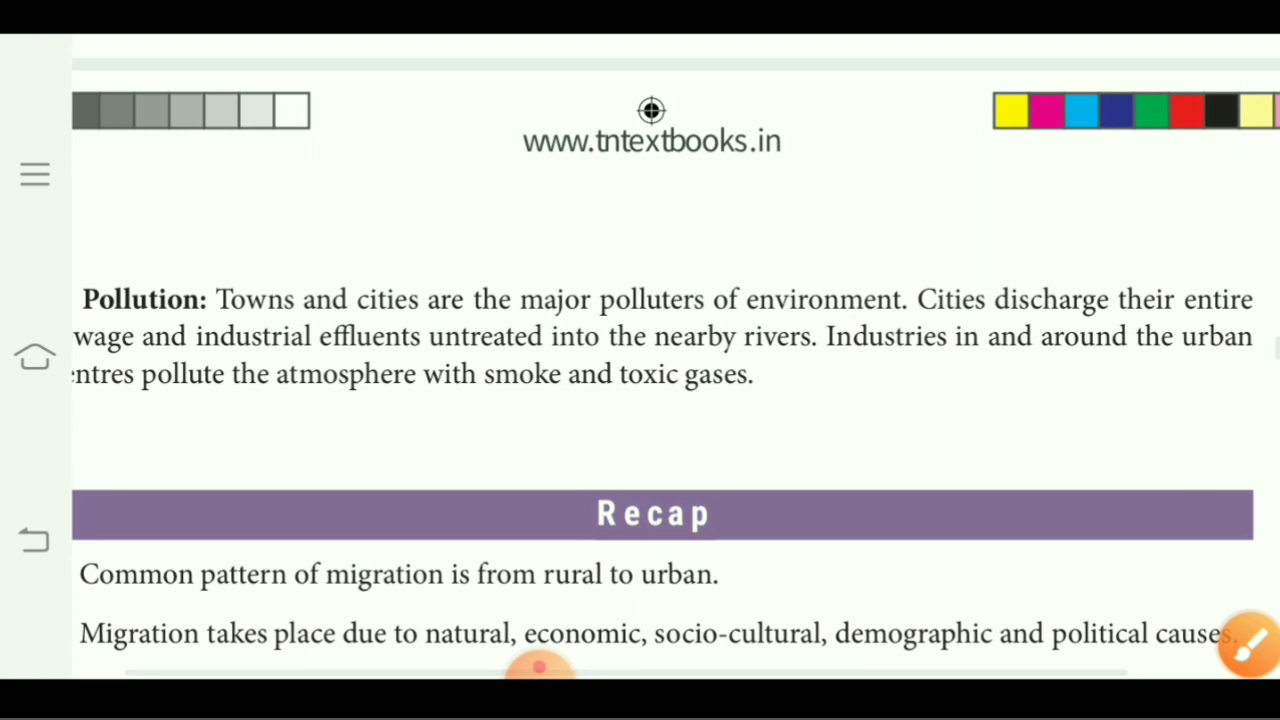 www.tntextbooks.in
Pollution: Towns and cities are the major polluters of environment. Cities discharge their entire
wage and industrial effluents untreated into the nearby rivers. Industries in and around the urban
ntres pollute the atmosphere with smoke and toxic gases.
Recap
Common pattern of migration is from rural to urban.
Migration takes place due to natural, economic, socio-cultural, demographic and political causes.